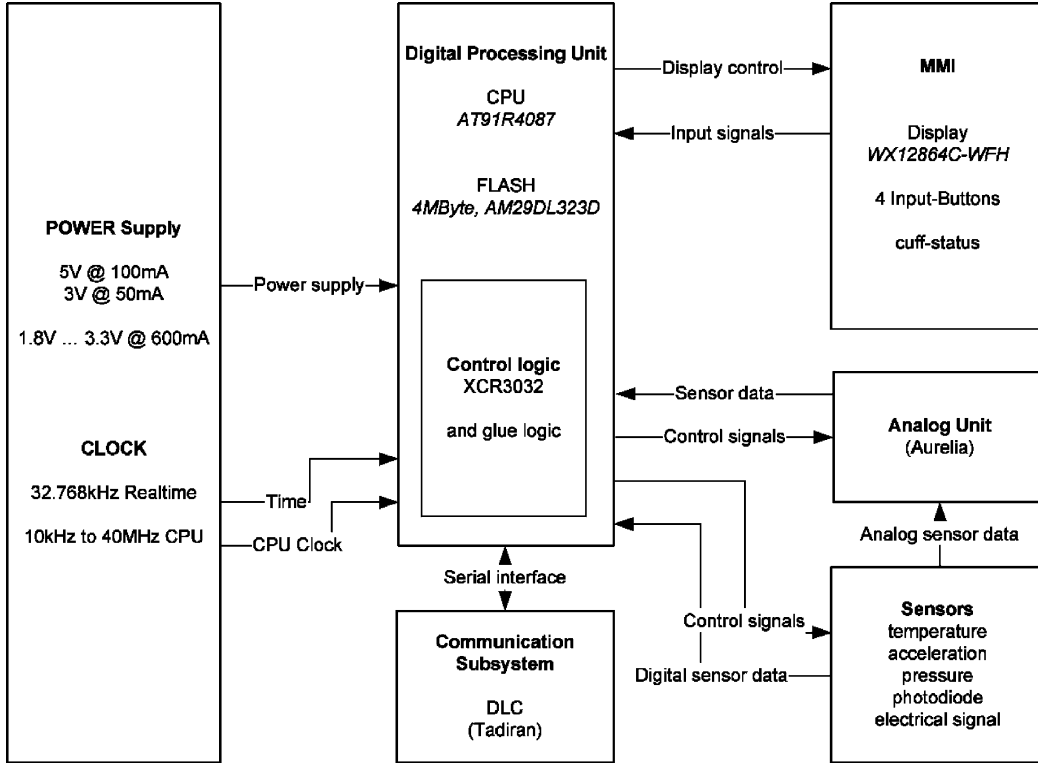 POWER Supply
5V @ 100mA
3V @ 50mA
1.8V ... 3.3V @ 600mA
CLOCK
32.768kHz Realtime
10kHz to 40MHz CPU
Power supply
Time
CPU Clock
Digital Processing Unit
CPU
AT91R4087
FLASH
4MByte, AM29DL323D
Control logic
XCR3032
and glue logic
Serial interface
Communication
Subsystem
DLC
(Tadiran)
Display control
Input signals
Sensor data
Control signals
Control signals
Digital sensor data
MMI
Display
WX12864C-WFH
4 Input-Buttons
cuff-status
Analog Unit
(Aurelia)
Analog sensor data
Sensors
temperature
acceleration
pressure
photodiode
electrical signal